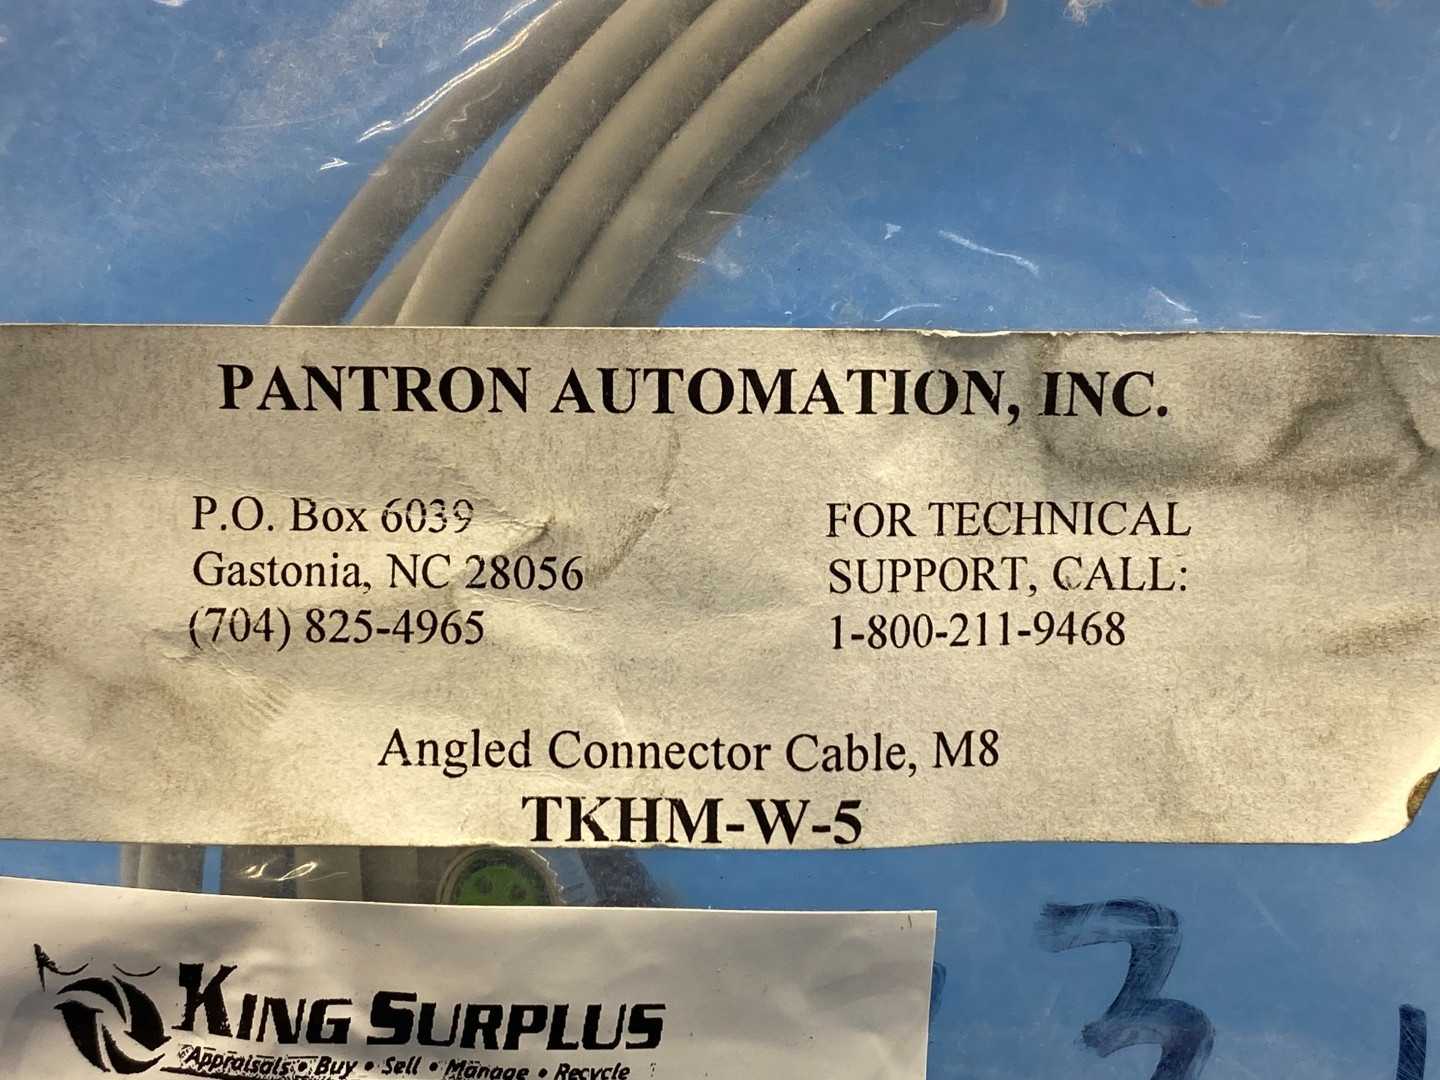 PANTRON AUTOMATION, INC.
P.O. Box 6039
Gastonia, NC 28056
(704) 825-4965
FOR TECHNICAL
SUPPORT, CALL:
1-800-211-9468
Angled Connector Cable, M8
TKHM-W-5
KING SURPLUS
Appraisals • Buy • Sell • Manage • Recycle
3